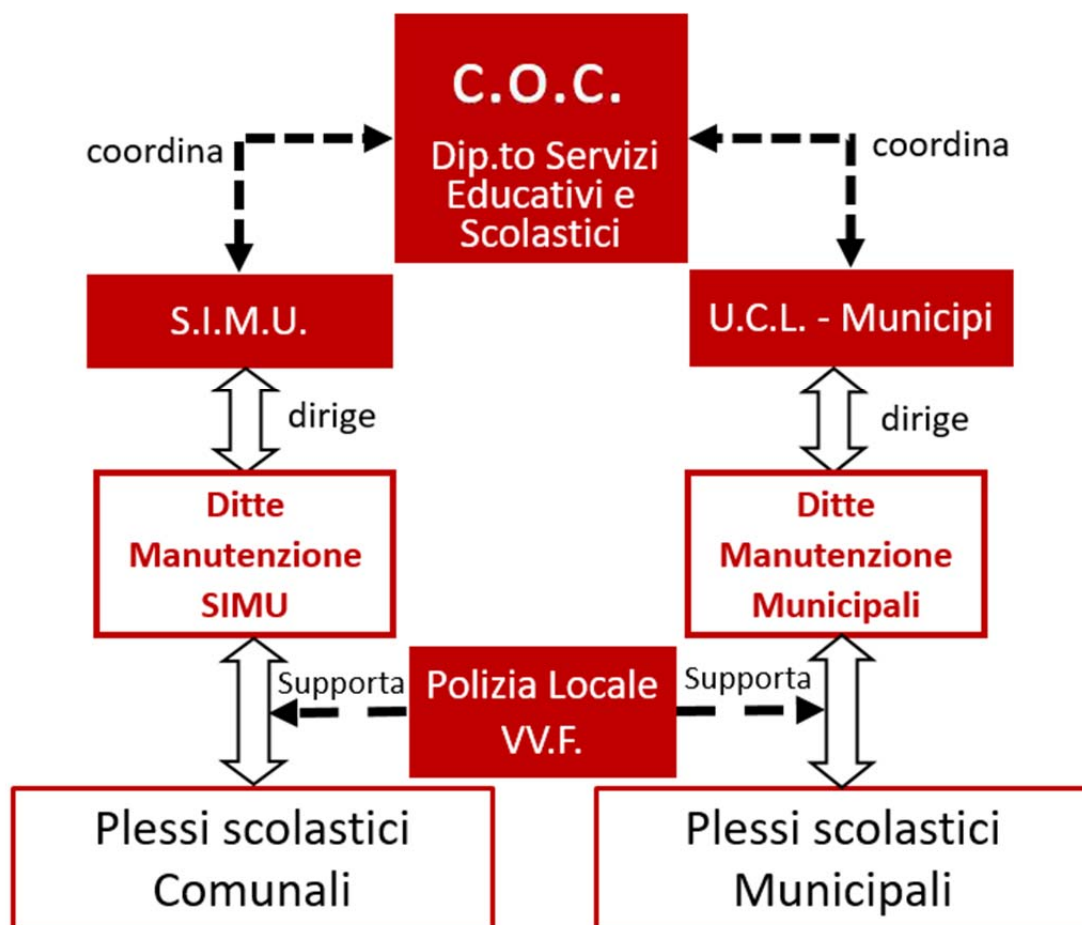 C.O.C.
Dip.to Servizi
Educativi e
Scolastici
coordina
coordina
S.I.M.U.
U.C.L. - Municipi
dirige
dirige
Ditte
Manutenzione
SIMU
Ditte
Manutenzione
Municipali
Supporta
Polizia Locale
VV.F.
Supporta
Plessi scolastici
Comunali
Plessi scolastici
Municipali